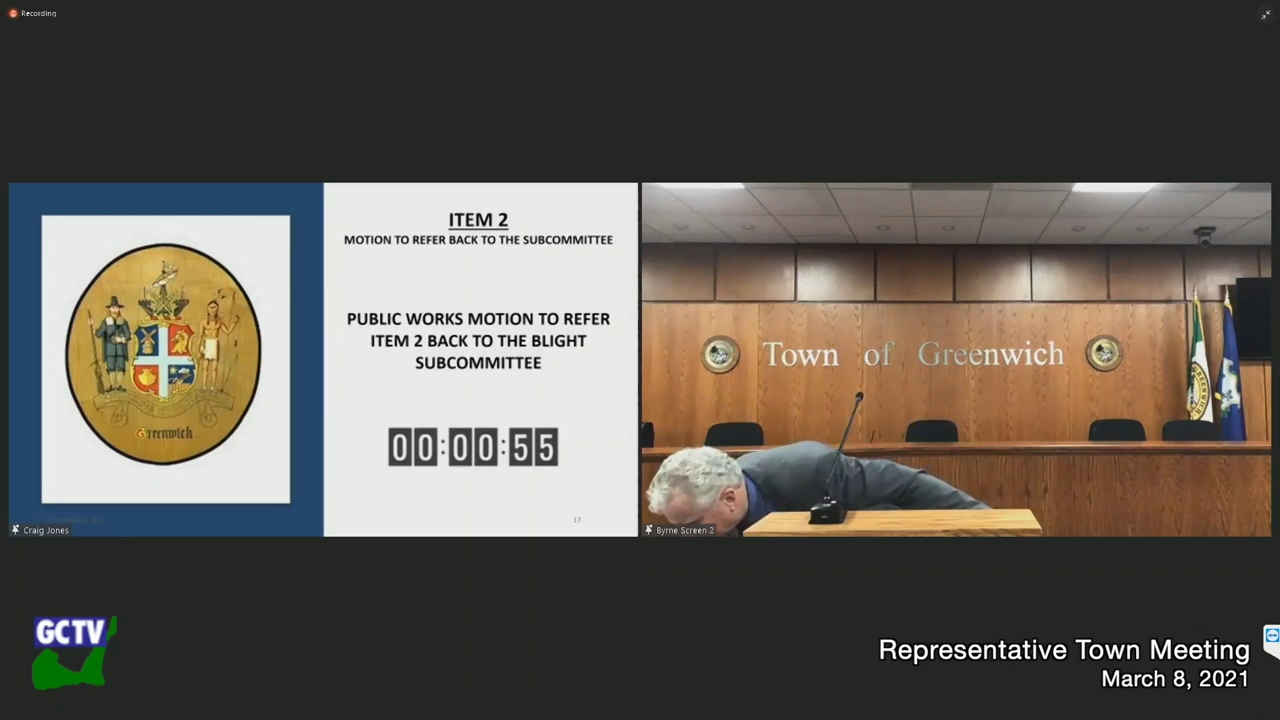 Recording
ITEM 2
MOTION TO REFER BACK TO THE SUBCOMMITTEE
PUBLIC WORKS MOTION TO REFER
ITEM 2 BACK TO THE BLIGHT
SUBCOMMITTEE
00:00:55
17
Greenwich
Craig Jones
Town of Greenwich
Byrne Screen 2
GCTV
Representative Town Meeting
March 8, 2021